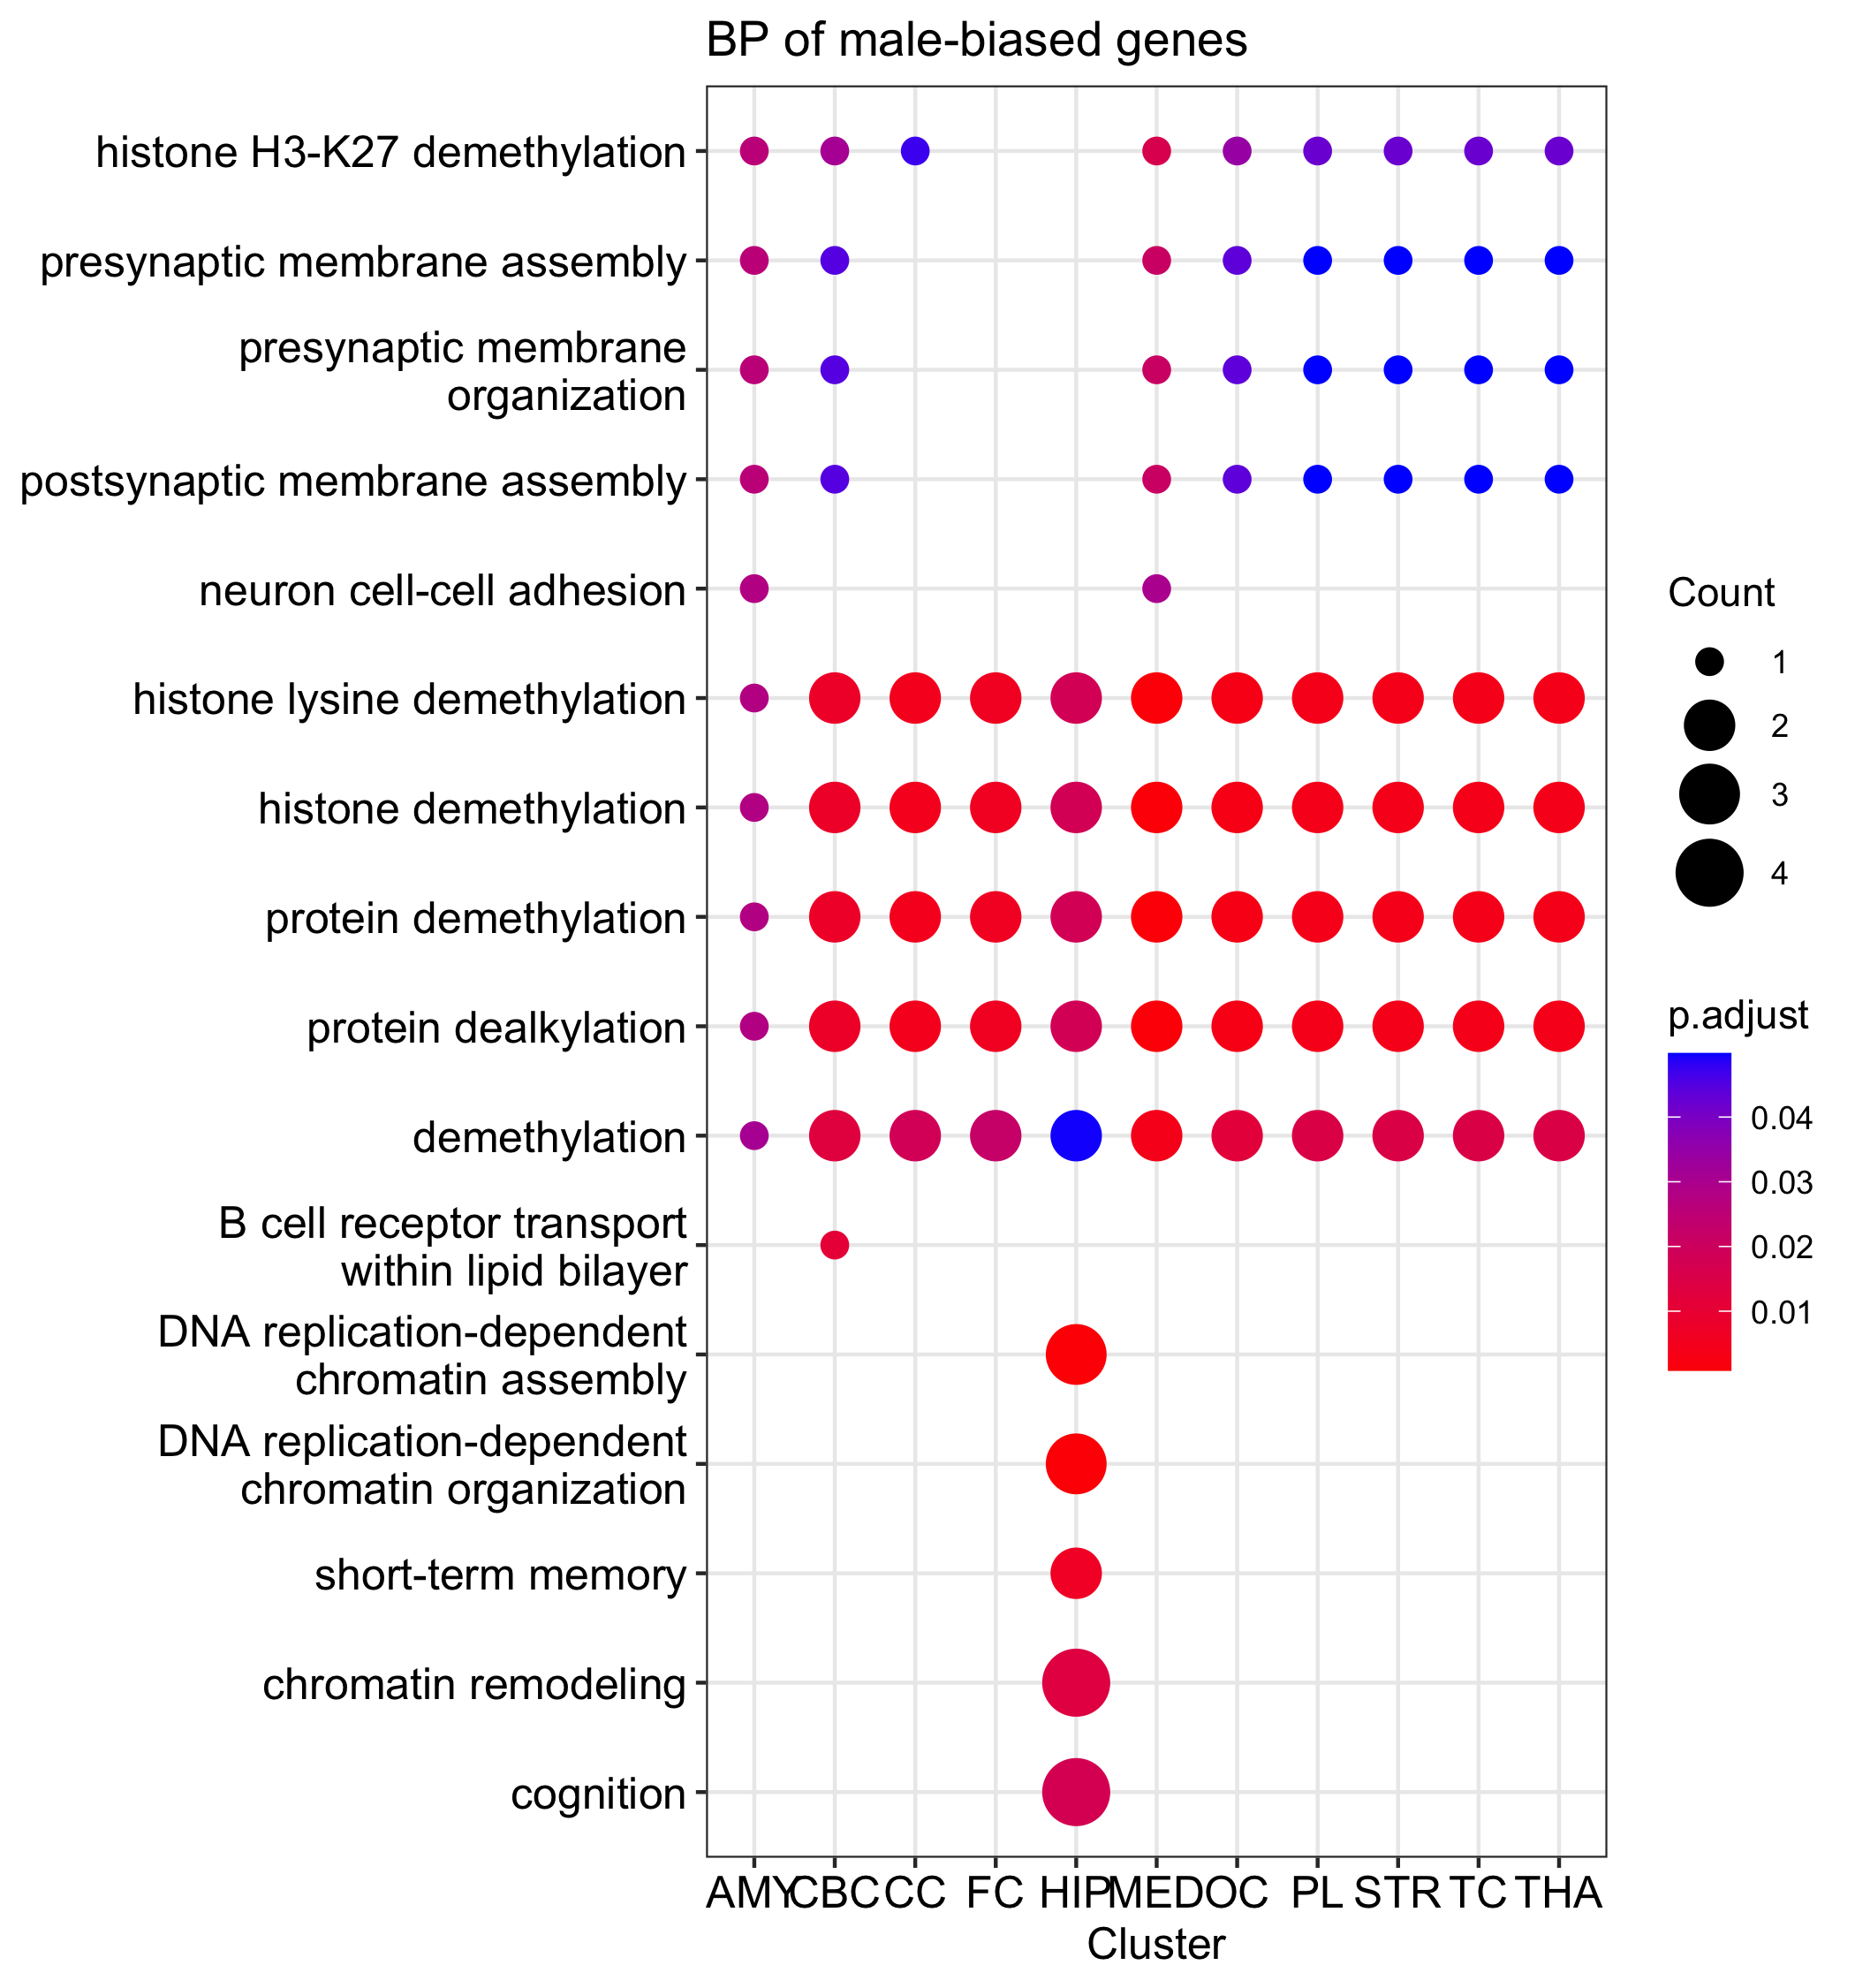 BP of male-biased genes
histone H3-K27 demethylation
presynaptic membrane assembly
presynaptic membrane
organization
postsynaptic membrane assembly
neuron cell-cell adhesion
histone lysine demethylation
histone demethylation
protein demethylation
protein dealkylation
demethylation
B cell receptor transport
within lipid bilayer
DNA replication-dependent
chromatin assembly
DNA replication-dependent
chromatin organization
short-term memory
chromatin remodeling
cognition
AMY CBC CC FC HIP MED OC PL STR TC THA
Cluster
Count
1
2
3
4
p.adjust
0.04
0.03
0.02
0.01